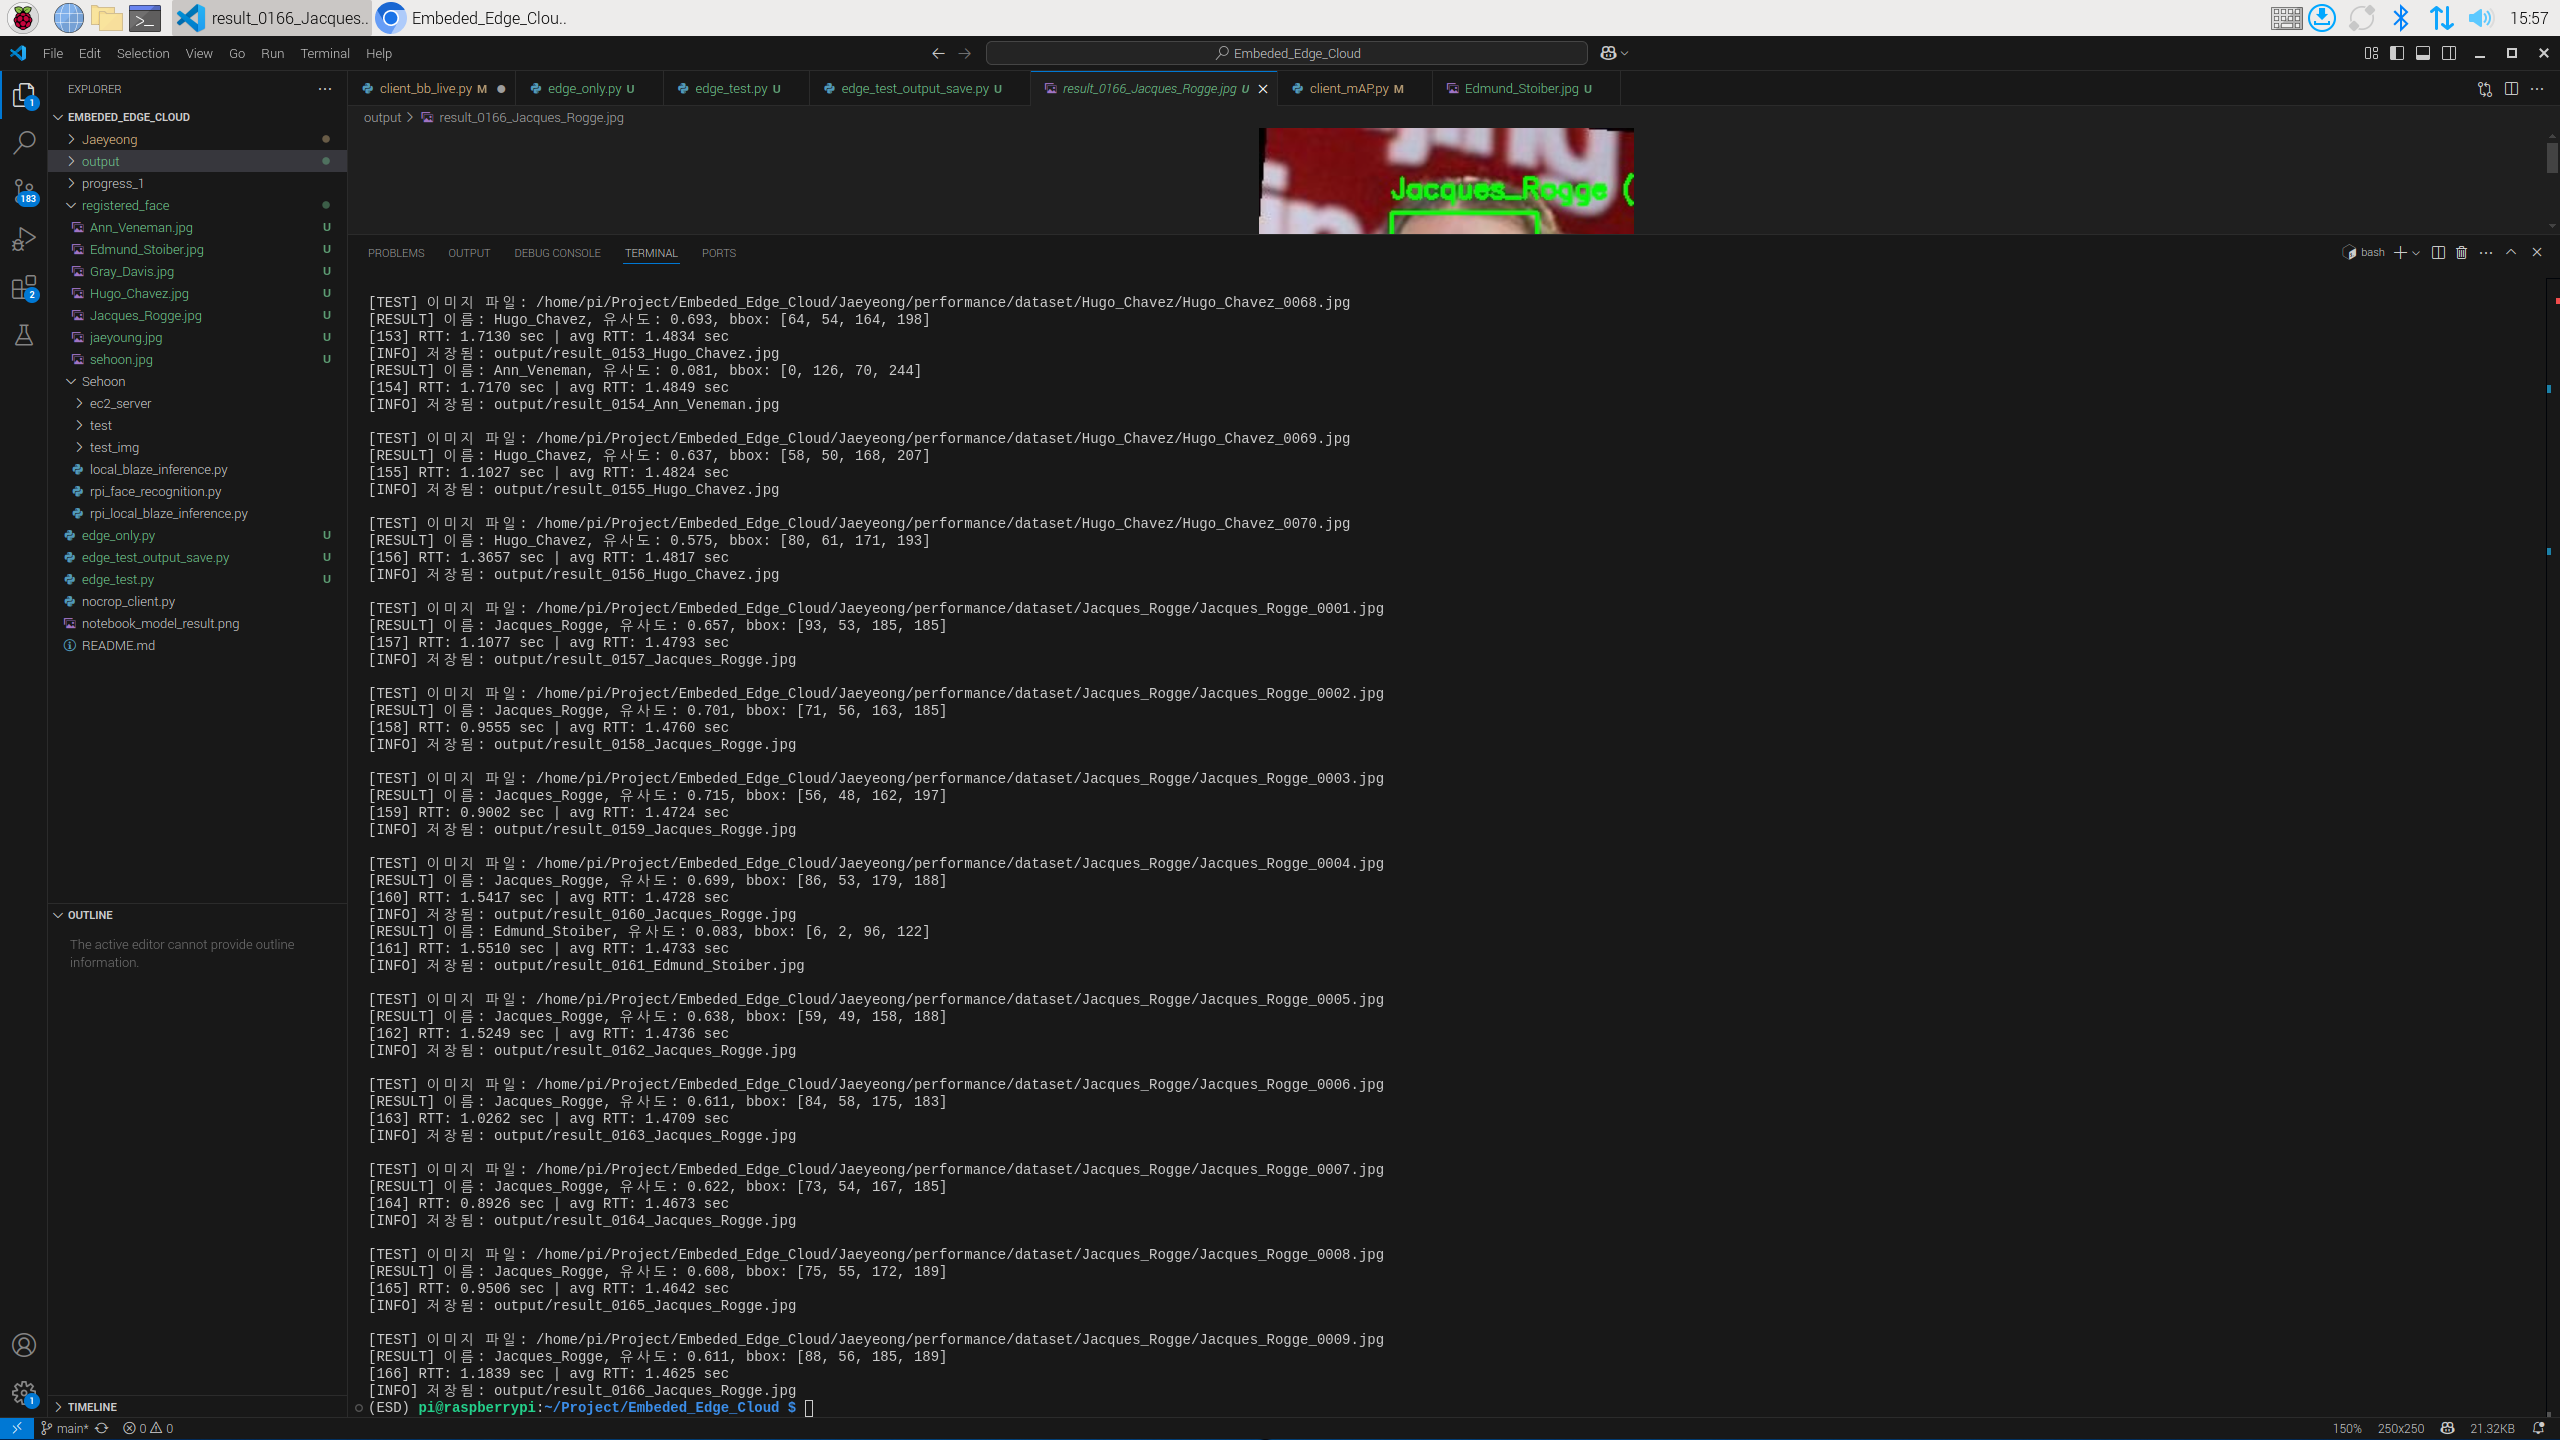 result_0166_Jacques..
Embeded_Edge_Clou..
15:57
File Edit Selection View Go Run Terminal Help
Embeded_Edge_Cloud
EXPLORER
client_bb_live.py M
edge_only.py U
edge_test.py U
edge_test_output_save.py U
result_0166_Jacques_Rogge.jpg U
client_mAP.py M
Edmund_Stoiber.jpg U
output > result_0166_Jacques_Rogge.jpg
Jacques_Rogge (
1
183
2
1
EMBEDED_EDGE_CLOUD
Jaeyeong
output
progress_1
registered_face
Ann_Veneman.jpg U
Edmund_Stoiber.jpg U
Gray_Davis.jpg U
Hugo_Chavez.jpg U
Jacques_Rogge.jpg U
jaeyoung.jpg U
sehoon.jpg U
Sehoon
ec2_server
test
test_img
local_blaze_inference.py
rpi_face_recognition.py
rpi_local_blaze_inference.py
edge_only.py U
edge_test_output_save.py U
edge_test.py U
nocrop_client.py
notebook_model_result.png
README.md
OUTLINE
The active editor cannot provide outline
information.
TIMELINE
PROBLEMS OUTPUT DEBUG CONSOLE TERMINAL PORTS
bash
[TEST] 이미지 파일: /home/pi/Project/Embeded_Edge_Cloud/Jaeyeong/performance/dataset/Hugo_Chavez/Hugo_Chavez_0068.jpg
[RESULT] 이름: Hugo_Chavez, 유사도: 0.693, bbox: [64, 54, 164, 198]
[153] RTT: 1.7130 sec | avg RTT: 1.4834 sec
[INFO] 저장됨: output/result_0153_Hugo_Chavez.jpg
[RESULT] 이름: Ann_Veneman, 유사도: 0.081, bbox: [0, 126, 70, 244]
[154] RTT: 1.7170 sec | avg RTT: 1.4849 sec
[INFO] 저장됨: output/result_0154_Ann_Veneman.jpg
[TEST] 이미지 파일: /home/pi/Project/Embeded_Edge_Cloud/Jaeyeong/performance/dataset/Hugo_Chavez/Hugo_Chavez_0069.jpg
[RESULT] 이름: Hugo_Chavez, 유사도: 0.637, bbox: [58, 50, 168, 207]
[155] RTT: 1.1027 sec | avg RTT: 1.4824 sec
[INFO] 저장됨: output/result_0155_Hugo_Chavez.jpg
[TEST] 이미지 파일: /home/pi/Project/Embeded_Edge_Cloud/Jaeyeong/performance/dataset/Hugo_Chavez/Hugo_Chavez_0070.jpg
[RESULT] 이름: Hugo_Chavez, 유사도: 0.575, bbox: [80, 61, 171, 193]
[156] RTT: 1.3657 sec | avg RTT: 1.4817 sec
[INFO] 저장됨: output/result_0156_Hugo_Chavez.jpg
[TEST] 이미지 파일: /home/pi/Project/Embeded_Edge_Cloud/Jaeyeong/performance/dataset/Jacques_Rogge/Jacques_Rogge_0001.jpg
[RESULT] 이름: Jacques_Rogge, 유사도: 0.657, bbox: [93, 53, 185, 185]
[157] RTT: 1.1077 sec | avg RTT: 1.4793 sec
[INFO] 저장됨: output/result_0157_Jacques_Rogge.jpg
[TEST] 이미지 파일: /home/pi/Project/Embeded_Edge_Cloud/Jaeyeong/performance/dataset/Jacques_Rogge/Jacques_Rogge_0002.jpg
[RESULT] 이름: Jacques_Rogge, 유사도: 0.701, bbox: [71, 56, 163, 185]
[158] RTT: 0.9555 sec | avg RTT: 1.4760 sec
[INFO] 저장됨: output/result_0158_Jacques_Rogge.jpg
[TEST] 이미지 파일: /home/pi/Project/Embeded_Edge_Cloud/Jaeyeong/performance/dataset/Jacques_Rogge/Jacques_Rogge_0003.jpg
[RESULT] 이름: Jacques_Rogge, 유사도: 0.715, bbox: [56, 48, 162, 197]
[159] RTT: 0.9002 sec | avg RTT: 1.4724 sec
[INFO] 저장됨: output/result_0159_Jacques_Rogge.jpg
[TEST] 이미지 파일: /home/pi/Project/Embeded_Edge_Cloud/Jaeyeong/performance/dataset/Jacques_Rogge/Jacques_Rogge_0004.jpg
[RESULT] 이름: Jacques_Rogge, 유사도: 0.699, bbox: [86, 53, 179, 188]
[160] RTT: 1.5417 sec | avg RTT: 1.4728 sec
[INFO] 저장됨: output/result_0160_Jacques_Rogge.jpg
[RESULT] 이름: Edmund_Stoiber, 유사도: 0.083, bbox: [6, 2, 96, 122]
[161] RTT: 1.5510 sec | avg RTT: 1.4733 sec
[INFO] 저장됨: output/result_0161_Edmund_Stoiber.jpg
[TEST] 이미지 파일: /home/pi/Project/Embeded_Edge_Cloud/Jaeyeong/performance/dataset/Jacques_Rogge/Jacques_Rogge_0005.jpg
[RESULT] 이름: Jacques_Rogge, 유사도: 0.638, bbox: [59, 49, 158, 188]
[162] RTT: 1.5249 sec | avg RTT: 1.4736 sec
[INFO] 저장됨: output/result_0162_Jacques_Rogge.jpg
[TEST] 이미지 파일: /home/pi/Project/Embeded_Edge_Cloud/Jaeyeong/performance/dataset/Jacques_Rogge/Jacques_Rogge_0006.jpg
[RESULT] 이름: Jacques_Rogge, 유사도: 0.611, bbox: [84, 58, 175, 183]
[163] RTT: 1.0262 sec | avg RTT: 1.4709 sec
[INFO] 저장됨: output/result_0163_Jacques_Rogge.jpg
[TEST] 이미지 파일: /home/pi/Project/Embeded_Edge_Cloud/Jaeyeong/performance/dataset/Jacques_Rogge/Jacques_Rogge_0007.jpg
[RESULT] 이름: Jacques_Rogge, 유사도: 0.622, bbox: [73, 54, 167, 185]
[164] RTT: 0.8926 sec | avg RTT: 1.4673 sec
[INFO] 저장됨: output/result_0164_Jacques_Rogge.jpg
[TEST] 이미지 파일: /home/pi/Project/Embeded_Edge_Cloud/Jaeyeong/performance/dataset/Jacques_Rogge/Jacques_Rogge_0008.jpg
[RESULT] 이름: Jacques_Rogge, 유사도: 0.608, bbox: [75, 55, 172, 189]
[165] RTT: 0.9506 sec | avg RTT: 1.4642 sec
[INFO] 저장됨: output/result_0165_Jacques_Rogge.jpg
[TEST] 이미지 파일: /home/pi/Project/Embeded_Edge_Cloud/Jaeyeong/performance/dataset/Jacques_Rogge/Jacques_Rogge_0009.jpg
[RESULT] 이름: Jacques_Rogge, 유사도: 0.611, bbox: [88, 56, 185, 189]
[166] RTT: 1.1839 sec | avg RTT: 1.4625 sec
[INFO] 저장됨: output/result_0166_Jacques_Rogge.jpg
(ESD) pi@raspberrypi:~/Project/Embeded_Edge_Cloud $
main* 0 0
150% 250x250 21.32KB